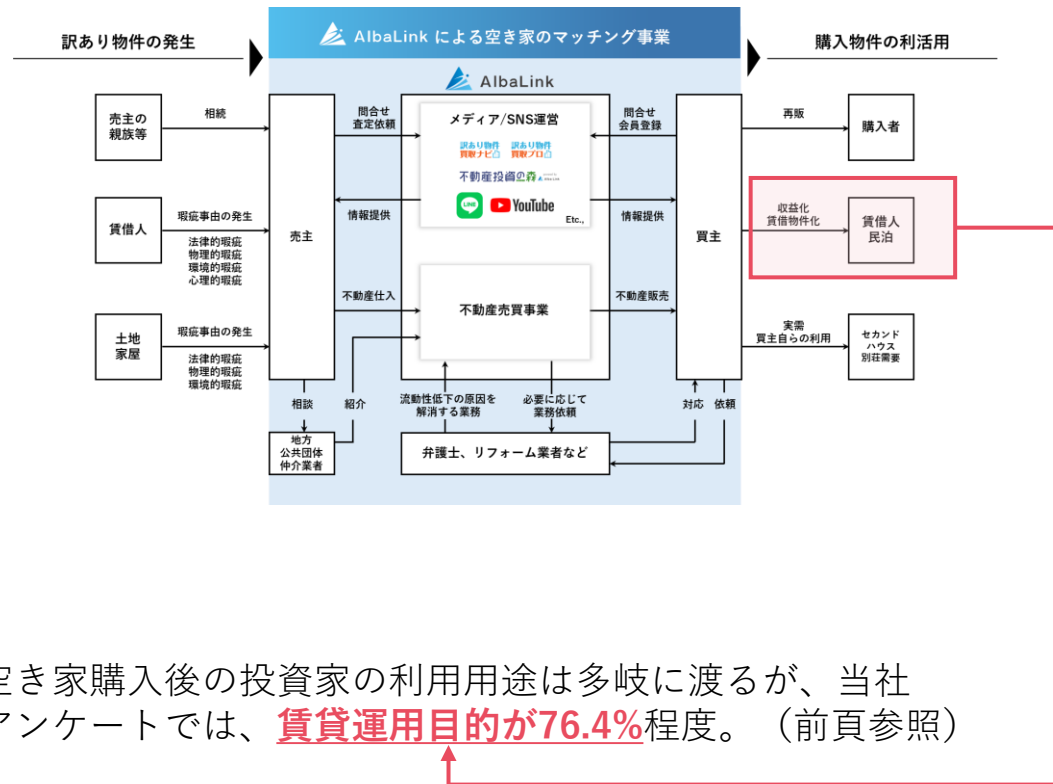 訳あり物件の発生
AlbaLink による空き家のマッチング事業
購入物件の利活用
AlbaLink
売主の
親族等
相続
賃借人
瑕疵事由の発生
法律的瑕疵
物理的瑕疵
環境的瑕疵
心理的瑕疵
土地
家屋
瑕疵事由の発生
法律的瑕疵
物理的瑕疵
環境的瑕疵
売主
問合せ
査定依頼
情報提供
不動産仕入
相談
紹介
地方
公共団体
仲介業者
メディア/SNS運営
訳あり物件
買取ナビ
訳あり物件
買取プロ
不動産投資の森
LINE
YouTube
Etc.,
不動産売買事業
流動性低下の原因を
解消する業務
必要に応じて
業務依頼
弁護士、リフォーム業者など
問合せ
会員登録
情報提供
不動産販売
対応
依頼
買主
再販
購入者
収益化
賃借物件化
賃借人
民泊
実需
買主自らの利用
セカンド
ハウス
別荘需要
空き家購入後の投資家の利用用途は多岐に渡るが、当社
アンケートでは、賃貸運用目的が76.4%程度。（前頁参照）